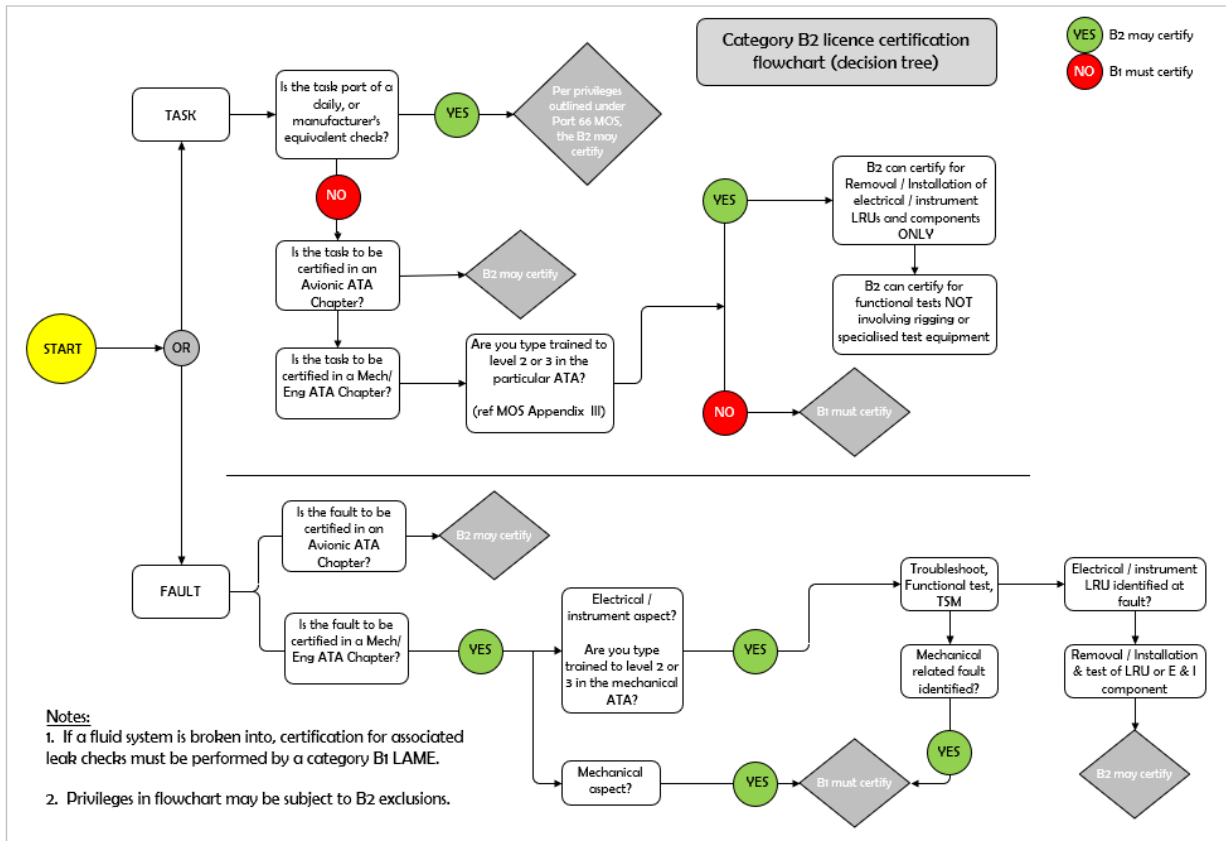 Category B2 licence certification
flowchart (decision tree)
YES
B2 may certify
NO
B1 must certify
TASK
Is the task part of a
daily, or
manufacturer's
equivalent check?
YES
Per privileges
outlined under
Part 66 MOS,
the B2 may
certify
NO
Is the task to be
certified in an
Avionic ATA
Chapter?
B2 may certify
START
OR
Is the task to be
certified in a Mech/
Eng ATA Chapter?
Are you type trained to
level 2 or 3 in the
particular ATA?
(ref MOS Appendix III)
YES
B2 can certify for
Removal / Installation of
electrical / instrument
LRUs and components
ONLY
B2 can certify for
functional tests NOT
involving rigging or
specialised test equipment
NO
B1 must certify
FAULT
Is the fault to be
certified in an
Avionic ATA
Chapter?
B2 may certify
Is the fault to be
certified in a Mech/
Eng ATA Chapter?
YES
Electrical /
instrument aspect?
Are you type
trained to level 2 or
3 in the mechanical
ATA?
YES
Troubleshoot,
Functional test,
TSM
Electrical / instrument
LRU identified at
fault?
Mechanical
related fault
identified?
Removal / Installation
& test of LRU or E & I
component
YES
B2 may certify
Mechanical
aspect?
YES
B1 must certify
Notes:
1. If a fluid system is broken into, certification for associated
leak checks must be performed by a category B1 LAME.
2. Privileges in flowchart may be subject to B2 exclusions.